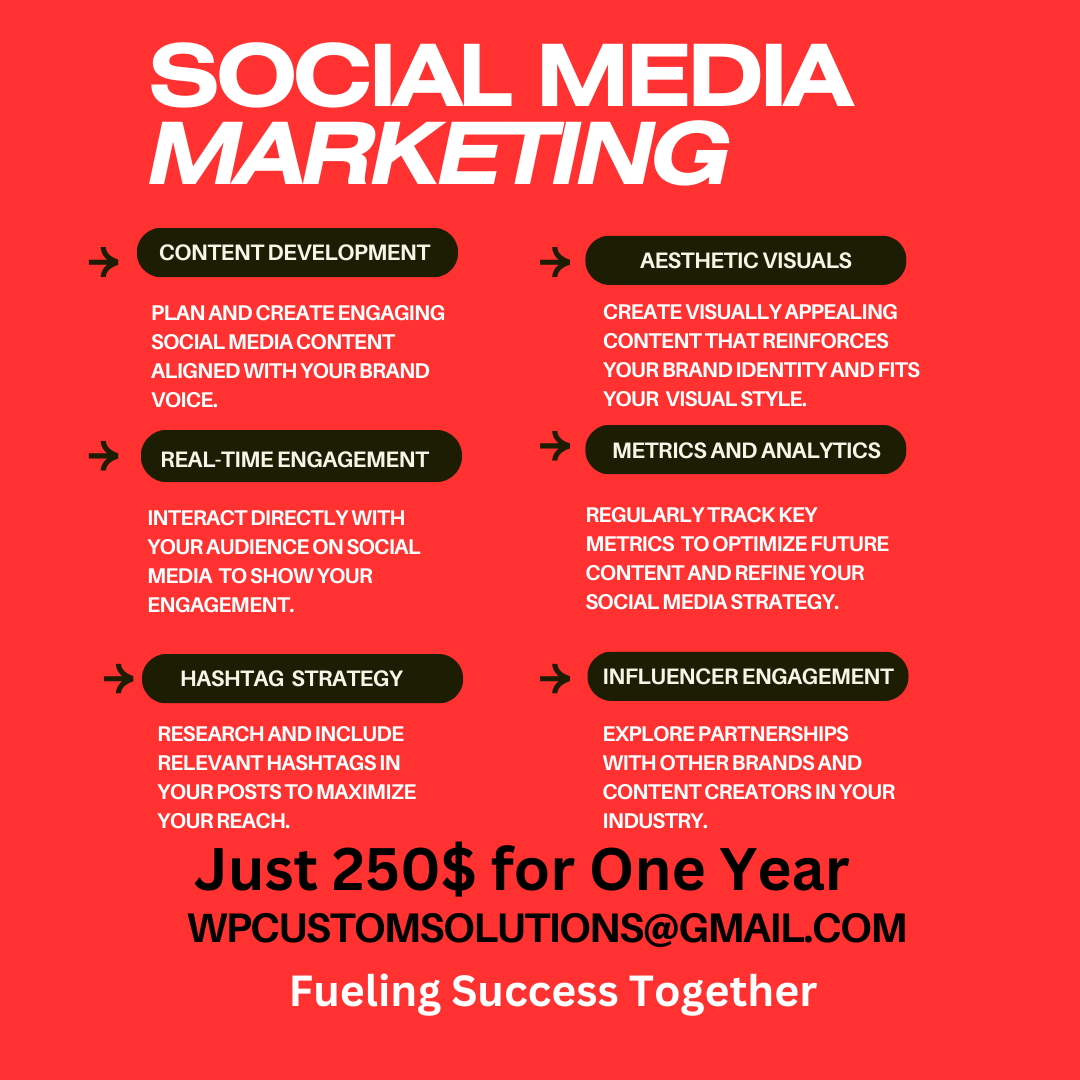 SOCIAL MEDIA
MARKETING
CONTENT DEVELOPMENT
PLAN AND CREATE ENGAGING
SOCIAL MEDIA CONTENT
ALIGNED WITH YOUR BRAND
VOICE.
AESTHETIC VISUALS
CREATE VISUALLY APPEALING
CONTENT THAT REINFORCES
YOUR BRAND IDENTITY AND FITS
YOUR VISUAL STYLE.
REAL-TIME ENGAGEMENT
INTERACT DIRECTLY WITH
YOUR AUDIENCE ON SOCIAL
MEDIA TO SHOW YOUR
ENGAGEMENT.
METRICS AND ANALYTICS
REGULARLY TRACK KEY
METRICS TO OPTIMIZE FUTURE
CONTENT AND REFINE YOUR
SOCIAL MEDIA STRATEGY.
HASHTAG STRATEGY
RESEARCH AND INCLUDE
RELEVANT HASHTAGS IN
YOUR POSTS TO MAXIMIZE
YOUR REACH.
INFLUENCER ENGAGEMENT
EXPLORE PARTNERSHIPS
WITH OTHER BRANDS AND
CONTENT CREATORS IN YOUR
INDUSTRY.
Just 250$ for One Year
WPCUSTOMSOLUTIONS@GMAIL.COM
Fueling Success Together